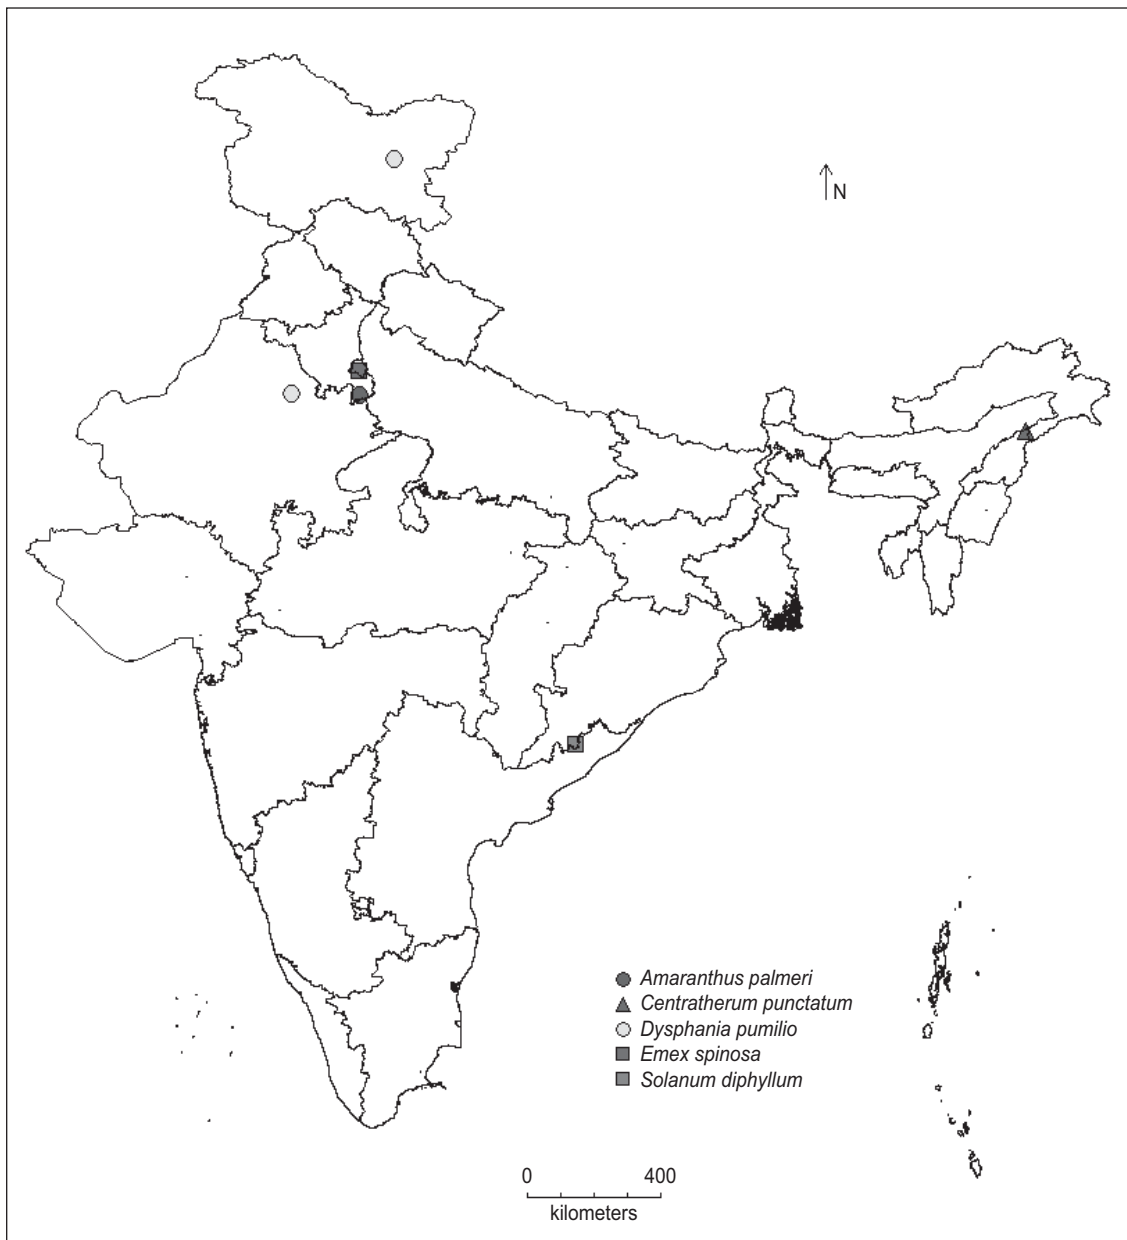 N
Amaranthus palmeri
Centratherum punctatum
Dysphania pumilio
Emex spinosa
Solanum diphyllum
0 400
kilometers